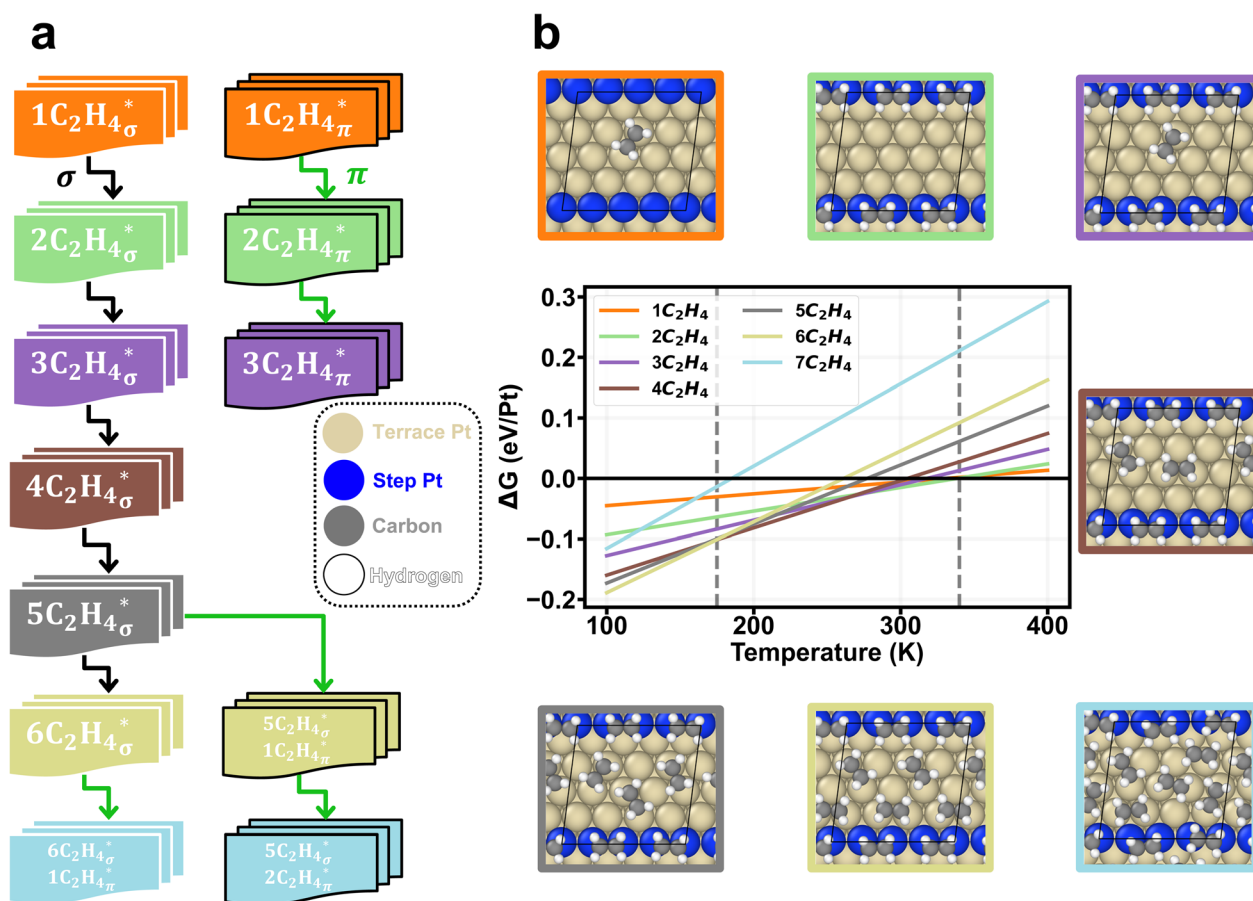 a
1C₂H₄*σ
1C₂H₄*π
σ
π
2C₂H₄*σ
2C₂H₄*π
3C₂H₄*σ
3C₂H₄*π
Terrace Pt
Step Pt
Carbon
Hydrogen
4C₂H₄*σ
5C₂H₄*σ
6C₂H₄*σ
5C₂H₄*σ
1C₂H₄*π
6C₂H₄*σ
1C₂H₄*π
5C₂H₄*σ
2C₂H₄*π
b
ΔG (eV/Pt)
0.3
0.2
0.1
0.0
−0.1
−0.2
1C₂H₄
2C₂H₄
3C₂H₄
4C₂H₄
5C₂H₄
6C₂H₄
7C₂H₄
100 200 300 400
Temperature (K)